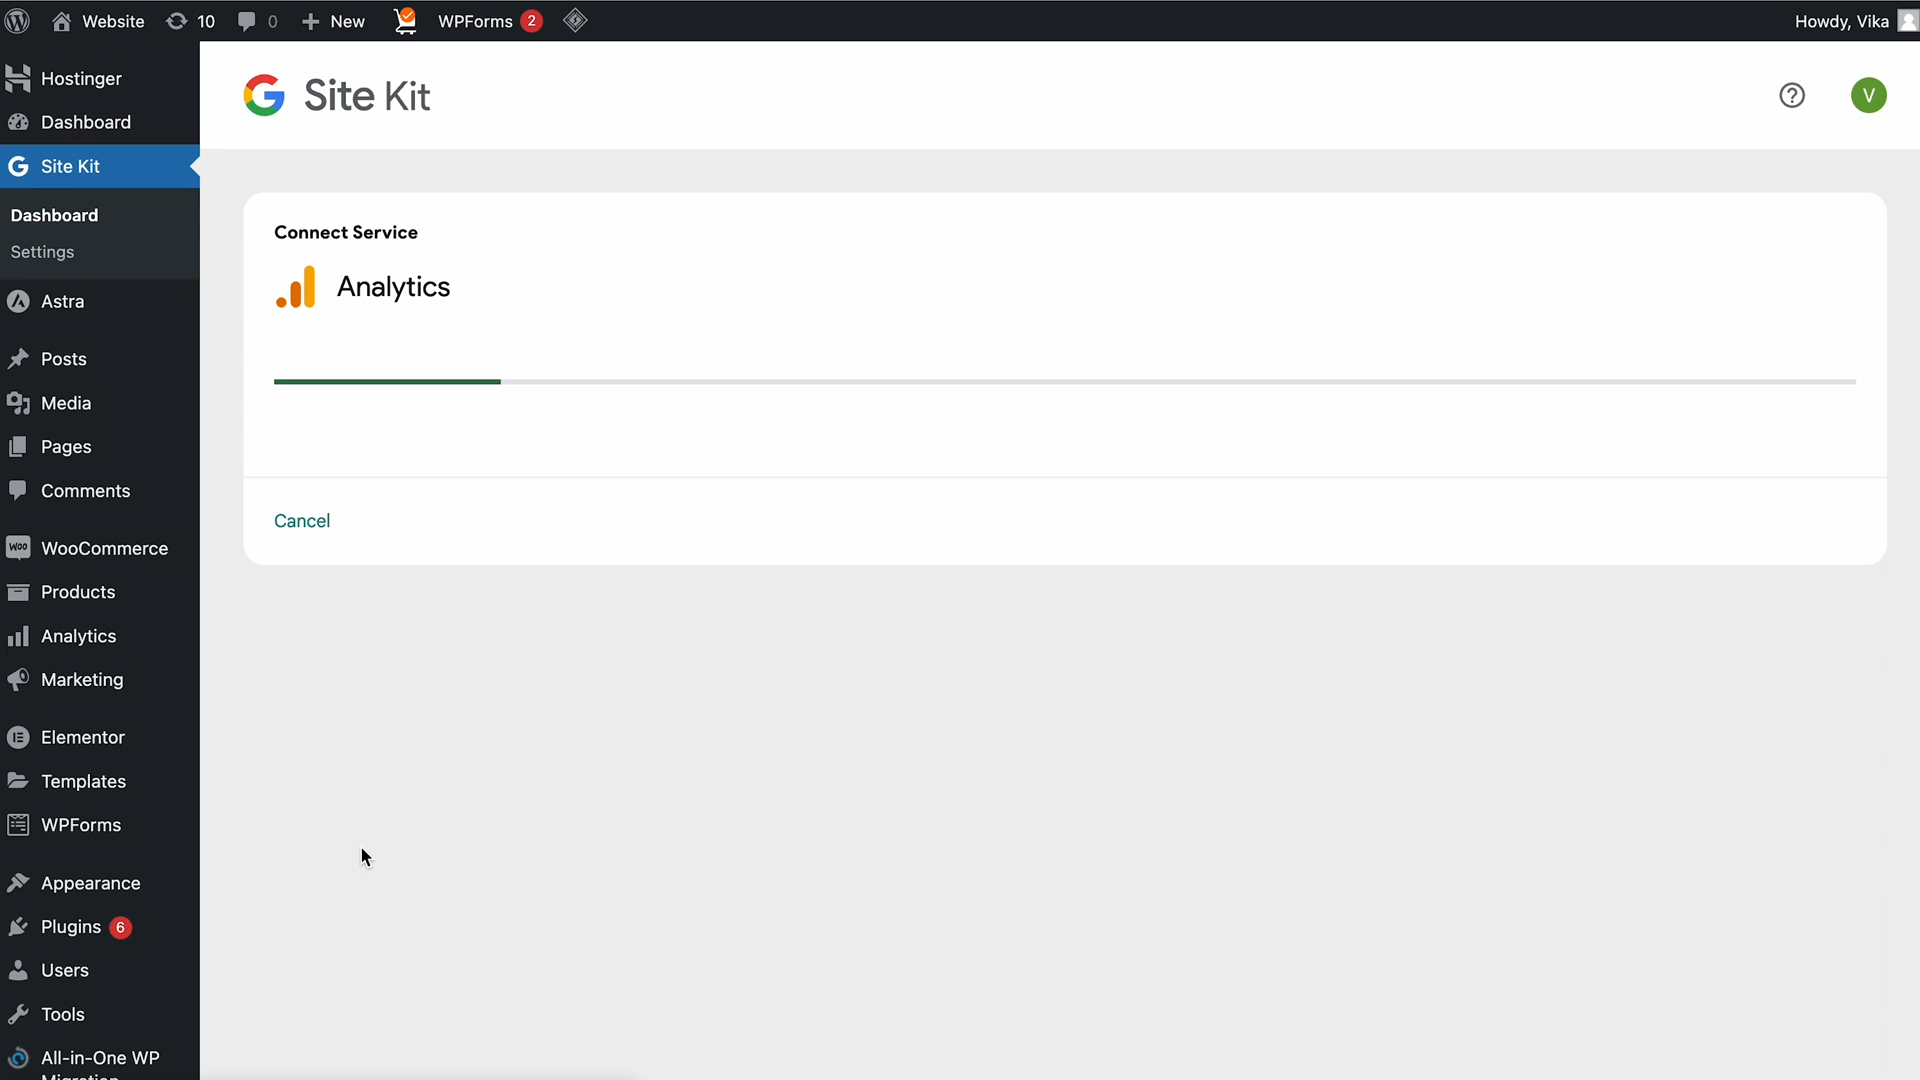 Website
10
0
New
WPForms
2
Howdy, Vika
Hostinger
Dashboard
Site Kit
Dashboard
Settings
Astra
Posts
Media
Pages
Comments
Woo
WooCommerce
Products
Analytics
Marketing
Elementor
Templates
WPForms
Appearance
Plugins 6
Users
Tools
All-in-One WP
Migration
Site Kit
V
Connect Service
Analytics
Cancel